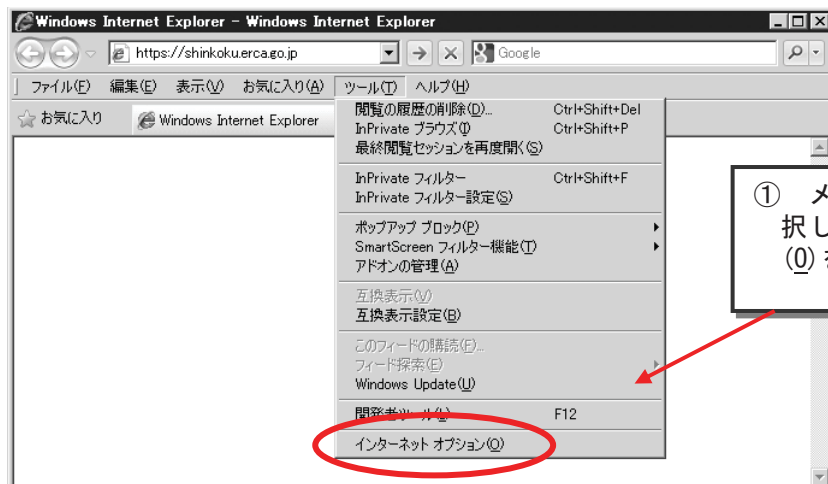 Windows Internet Explorer - Windows Internet Explorer
https://shinkoku.erca.go.jp
Google
ファイル(F) 編集(E) 表示(V) お気に入り(A) ツール(T) ヘルプ(H)
お気に入り Windows Internet Explorer
閲覧の履歴の削除(D)... Ctrl+Shift+Del
InPrivate ブラウズ(I) Ctrl+Shift+P
最終閲覧セッションを再度開く(S)
InPrivate フィルター Ctrl+Shift+F
InPrivate フィルター設定(S)
ポップアップ ブロック(P)
SmartScreen フィルター機能(T)
アドオンの管理(A)
互換表示(V)
互換表示設定(B)
このフィードの購読(F)...
フィード探索(E)
Windows Update(U)
開発者ツール(L) F12
インターネット オプション(O)
① メ
択し
(0) を